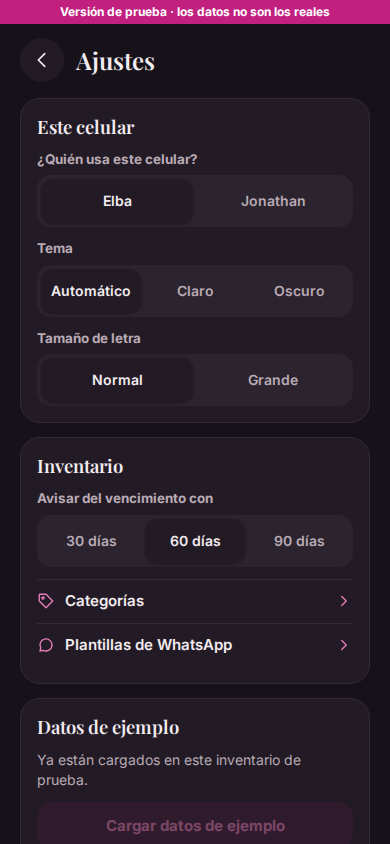 Versión de prueba · los datos no son los reales
Ajustes
Este celular
¿Quién usa este celular?
Elba
Jonathan
Tema
Automático
Claro
Oscuro
Tamaño de letra
Normal
Grande
Inventario
Avisar del vencimiento con
30 días
60 días
90 días
Categorías
Plantillas de WhatsApp
Datos de ejemplo
Ya están cargados en este inventario de
prueba.
Cargar datos de ejemplo